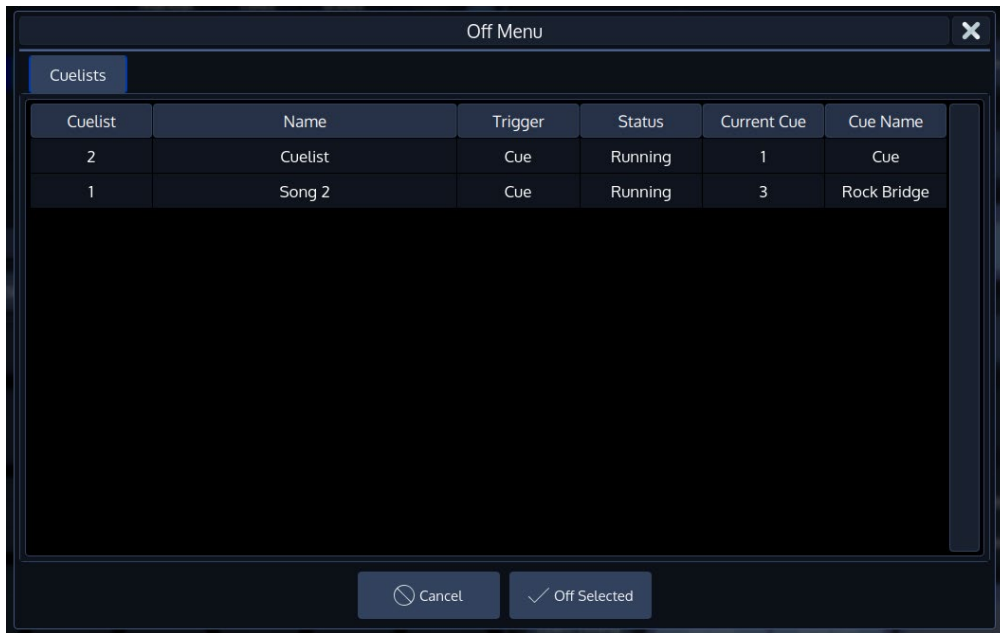 Off Menu
Cuelists
Cuelist Name Trigger Status Current Cue Cue Name
2 Cuelist Cue Running 1 Cue
1 Song 2 Cue Running 3 Rock Bridge
Cancel Off Selected